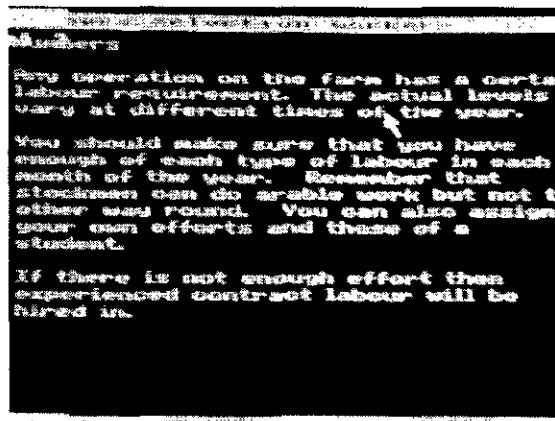 Numbers
Any operation on the farm has a certa
labour requirement. The actual levels
vary at different times of the year.
You should make sure that you have
enough of each type of labour in each
month of the year. Remember that
stockmen can do arable work but not t
other way round. You can also assign
your own efforts and those of a
student.
If there is not enough effort then
experienced contract labour will be
hired in.